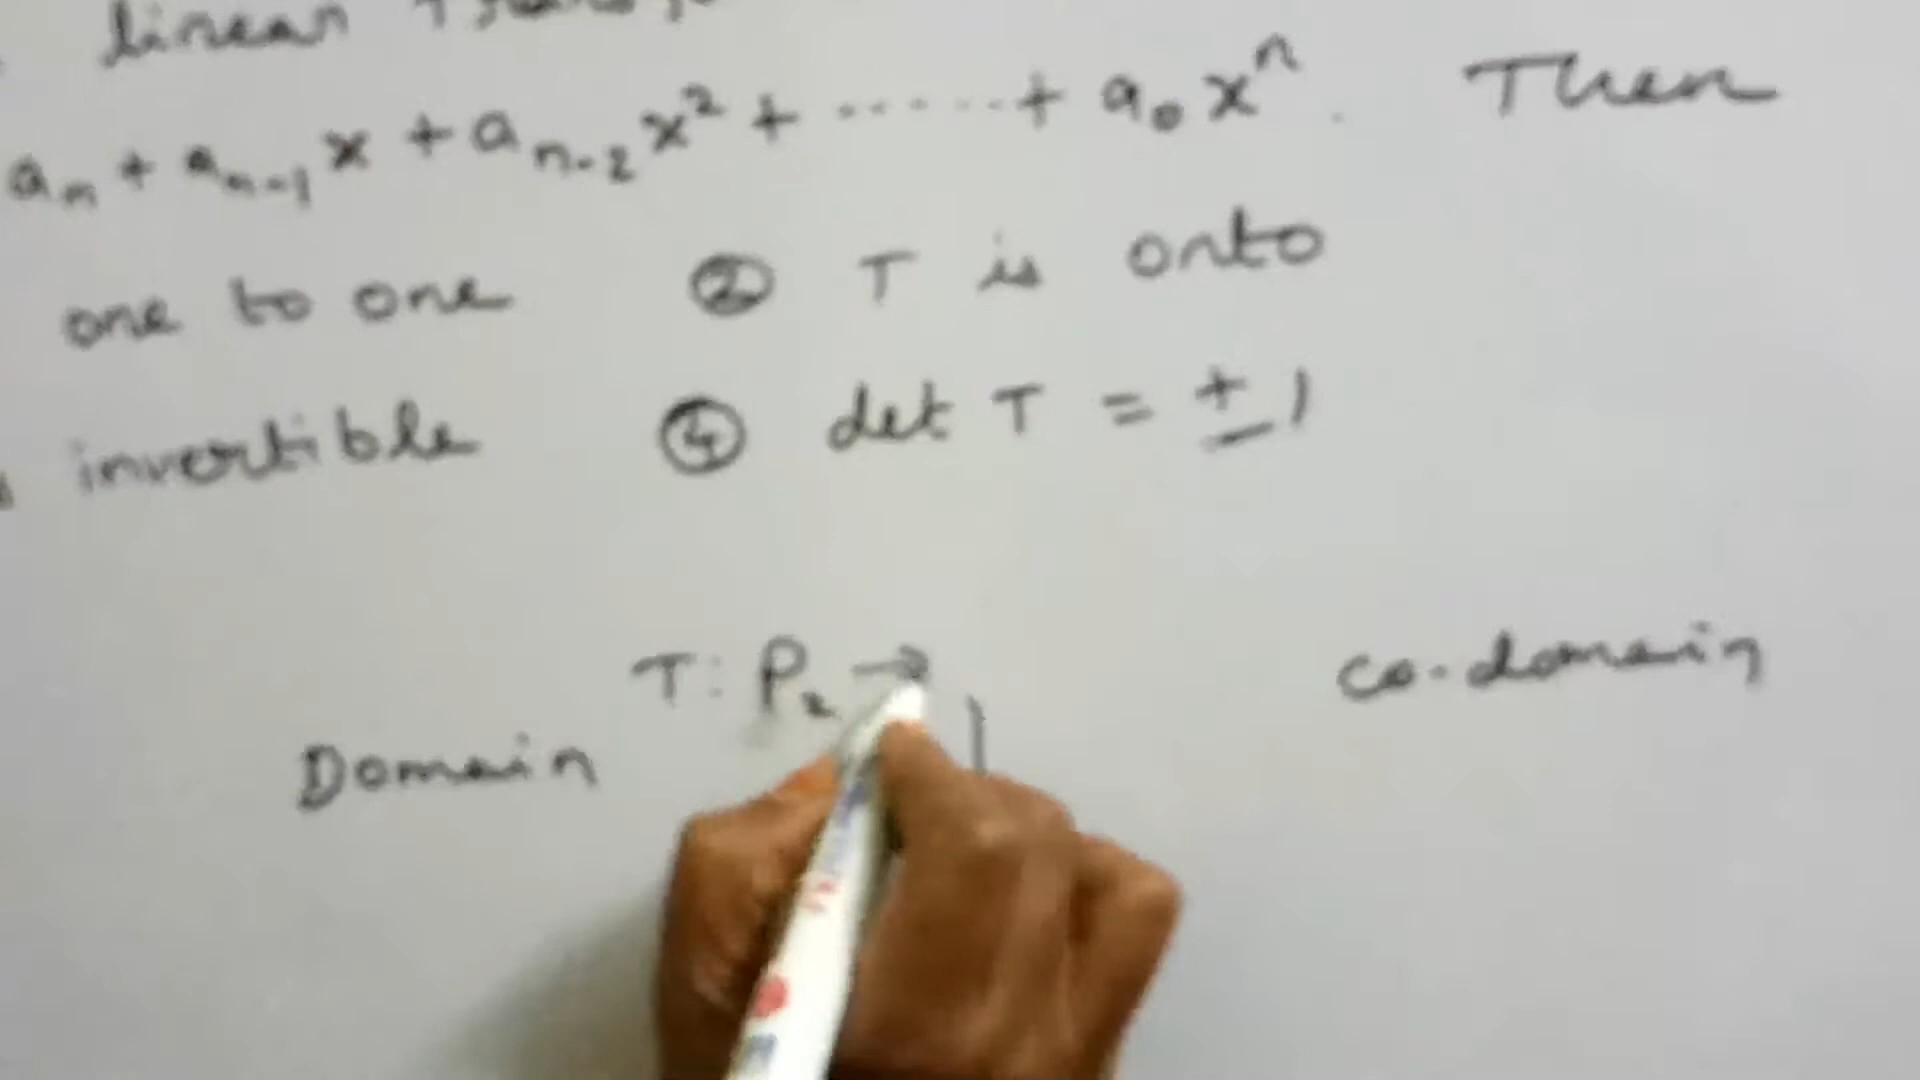 linear
aₙ + aₙ₋₁x + aₙ₋₂x² + ...... + a₀xⁿ. Then
one to one ② T is onto
invertible ④ det T = ±1
T: P₂ → co-domain
Domain